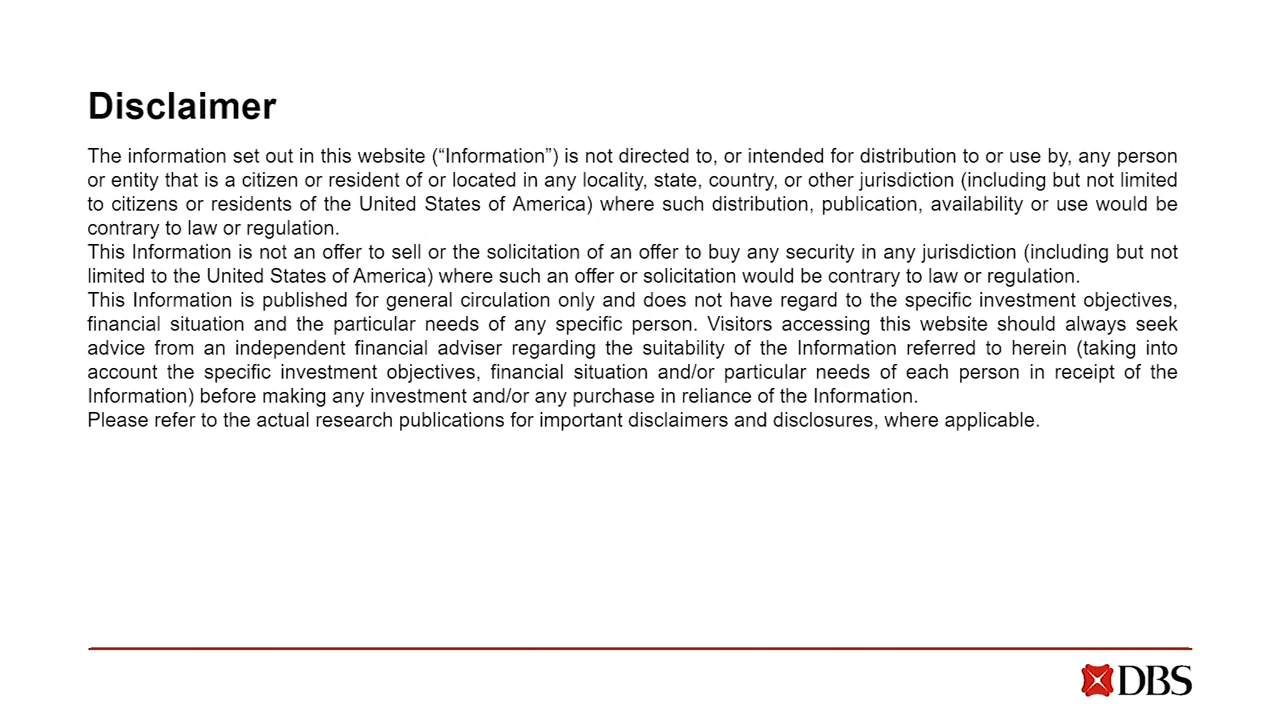 Disclaimer
The information set out in this website (“Information”) is not directed to, or intended for distribution to or use by, any person
or entity that is a citizen or resident of or located in any locality, state, country, or other jurisdiction (including but not limited
to citizens or residents of the United States of America) where such distribution, publication, availability or use would be
contrary to law or regulation.
This Information is not an offer to sell or the solicitation of an offer to buy any security in any jurisdiction (including but not
limited to the United States of America) where such an offer or solicitation would be contrary to law or regulation.
This Information is published for general circulation only and does not have regard to the specific investment objectives,
financial situation and the particular needs of any specific person. Visitors accessing this website should always seek
advice from an independent financial adviser regarding the suitability of the Information referred to herein (taking into
account the specific investment objectives, financial situation and/or particular needs of each person in receipt of the
Information) before making any investment and/or any purchase in reliance of the Information.
Please refer to the actual research publications for important disclaimers and disclosures, where applicable.
DBS